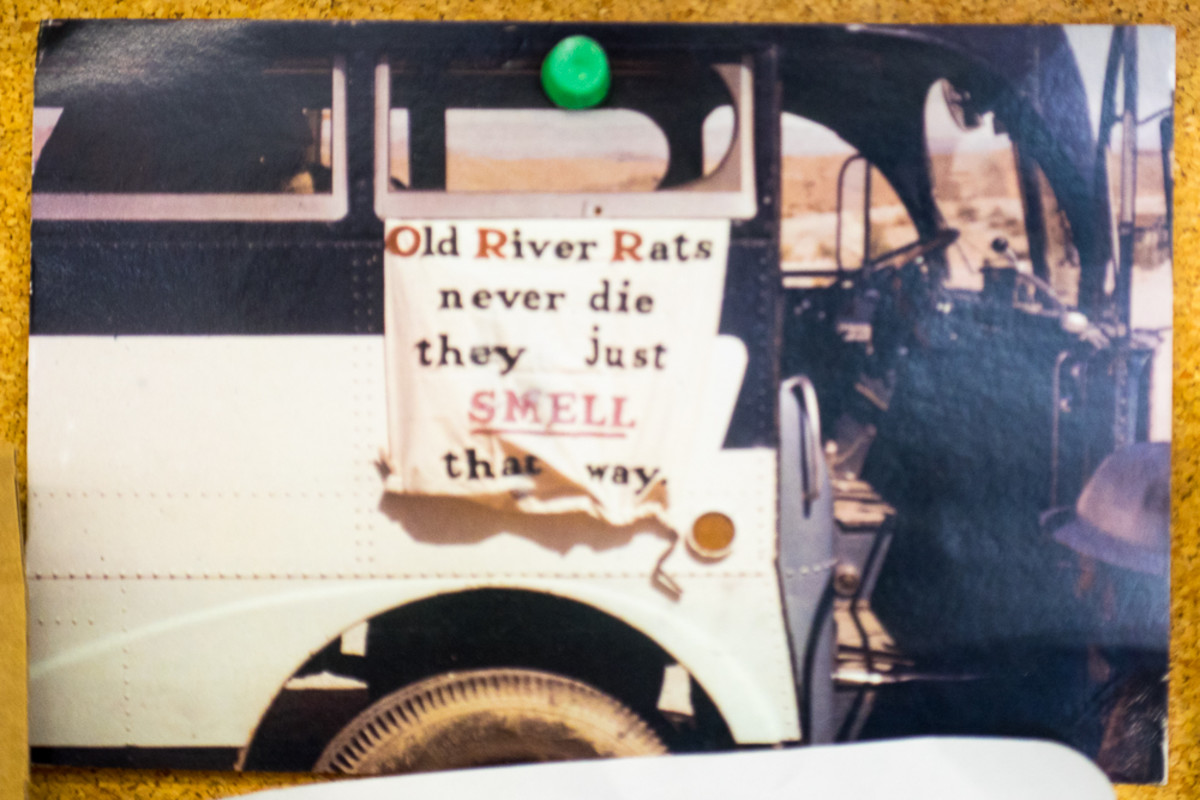 Old River Rats
never die
they just
SMELL
that way.